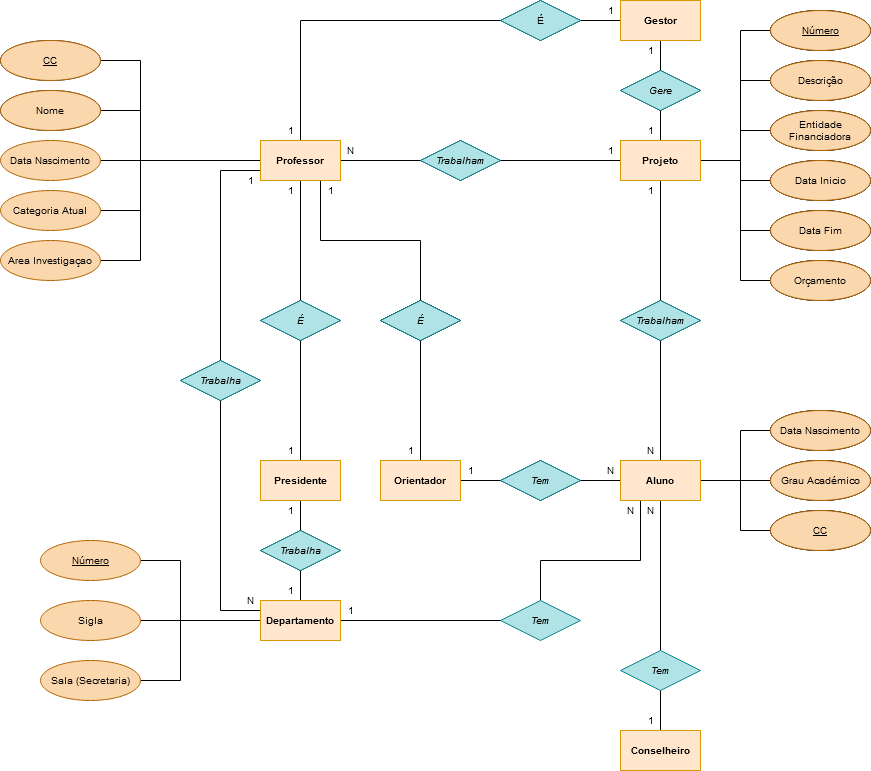 É
1
Gestor
1
Número
CC
Gere
Descrição
Nome
1
1
Entidade
Financiadora
Data Nascimento
Professor
N
Trabalham
1
Projeto
Data Inicio
1
1
1
1
Categoria Atual
Data Fim
Area Investigaçao
Orçamento
É
É
Trabalham
Trabalha
Data Nascimento
1
1
N
Presidente
Orientador
1
Tem
N
Aluno
Grau Académico
1
N
N
CC
Trabalha
Número
N
1
1
Sigla
Departamento
Tem
Tem
Sala (Secretaria)
1
Conselheiro